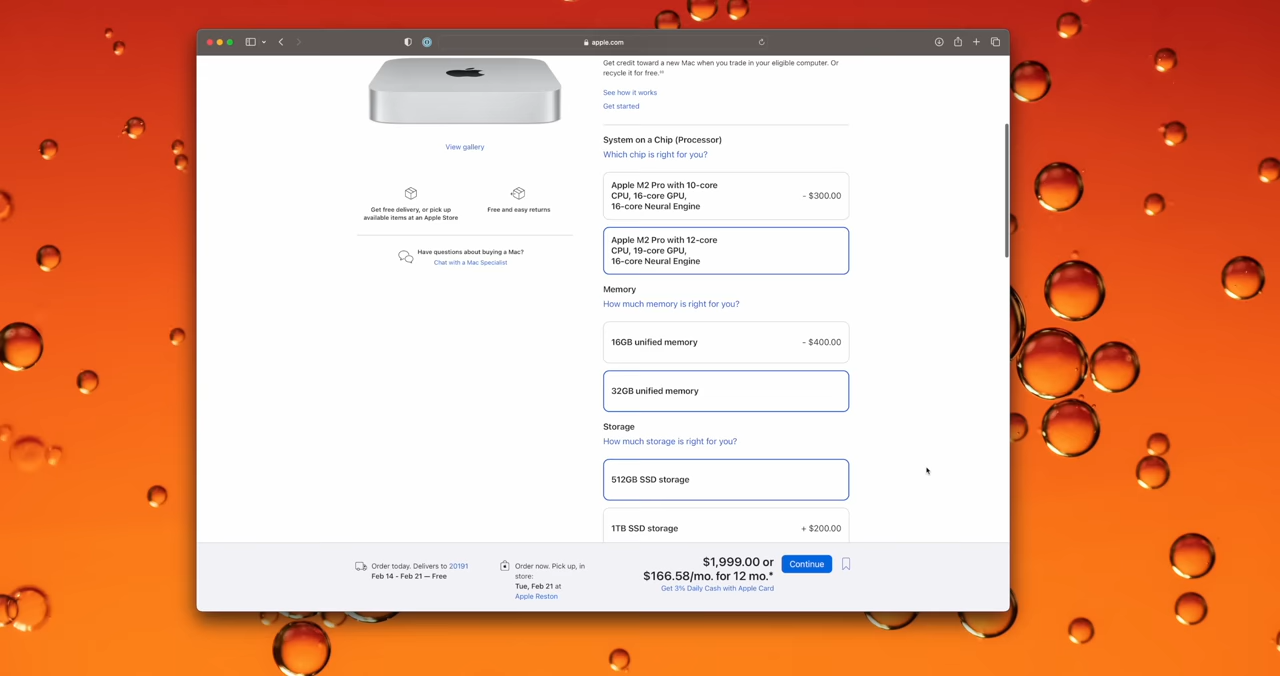 apple.com
Get credit toward a new Mac when you trade in your eligible computer. Or
recycle it for free.
See how it works
Get started
View gallery
Get free delivery, or pick up
available items at an Apple Store
Free and easy returns
Have questions about buying a Mac?
Chat with a Mac Specialist
System on a Chip (Processor)
Which chip is right for you?
Apple M2 Pro with 10-core
CPU, 16-core GPU,
16-core Neural Engine
- $300.00
Apple M2 Pro with 12-core
CPU, 19-core GPU,
16-core Neural Engine
Memory
How much memory is right for you?
16GB unified memory
- $400.00
32GB unified memory
Storage
How much storage is right for you?
512GB SSD storage
1TB SSD storage
+ $200.00
Order today. Delivers to 20191
Feb 14 - Feb 21 — Free
Order now. Pick up, in
store:
Tue, Feb 21 at
Apple Reston
$1,999.00 or
$166.58/mo. for 12 mo.*
Get 3% Daily Cash with Apple Card
Continue